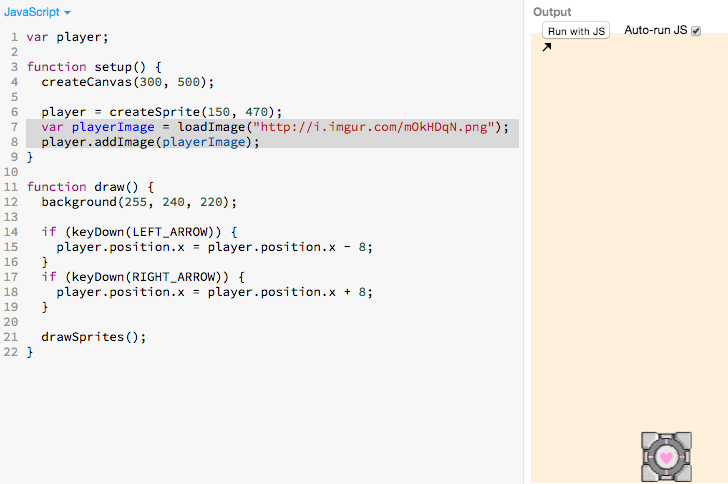 JavaScript
Output
Run with JS
Auto-run JS
1 var player;
2
3 function setup() {
4   createCanvas(300, 500);
5
6   player = createSprite(150, 470);
7   var playerImage = loadImage("http://i.imgur.com/mOkHDqN.png");
8   player.addImage(playerImage);
9 }
10
11 function draw() {
12   background(255, 240, 220);
13
14   if (keyDown(LEFT_ARROW)) {
15     player.position.x = player.position.x - 8;
16   }
17   if (keyDown(RIGHT_ARROW)) {
18     player.position.x = player.position.x + 8;
19   }
20
21   drawSprites();
22 }